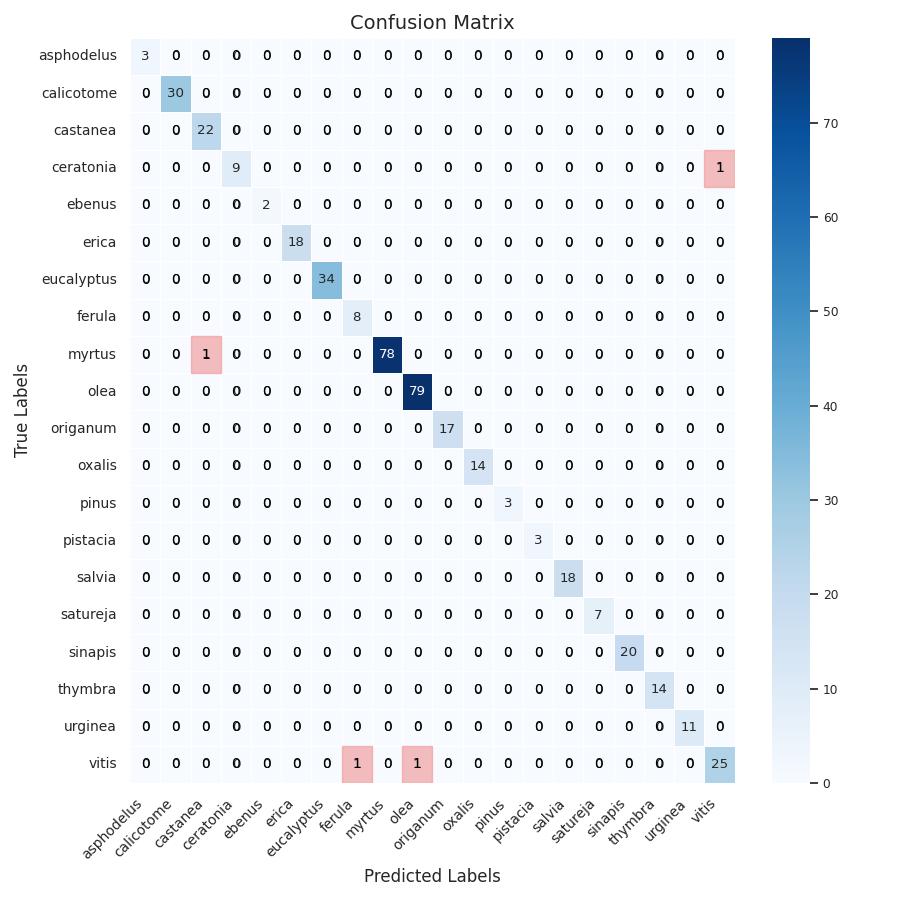 Confusion Matrix
asphodelus 3 0 0 0 0 0 0 0 0 0 0 0 0 0 0 0 0 0 0 0
calicotome 0 30 0 0 0 0 0 0 0 0 0 0 0 0 0 0 0 0 0 0
castanea 0 0 22 0 0 0 0 0 0 0 0 0 0 0 0 0 0 0 0 0
ceratonia 0 0 0 9 0 0 0 0 0 0 0 0 0 0 0 0 0 0 0 1
ebenus 0 0 0 0 2 0 0 0 0 0 0 0 0 0 0 0 0 0 0 0
erica 0 0 0 0 0 18 0 0 0 0 0 0 0 0 0 0 0 0 0 0
eucalyptus 0 0 0 0 0 0 34 0 0 0 0 0 0 0 0 0 0 0 0 0
ferula 0 0 0 0 0 0 0 8 0 0 0 0 0 0 0 0 0 0 0 0
myrtus 0 0 1 0 0 0 0 0 78 0 0 0 0 0 0 0 0 0 0 0
olea 0 0 0 0 0 0 0 0 0 79 0 0 0 0 0 0 0 0 0 0
origanum 0 0 0 0 0 0 0 0 0 0 17 0 0 0 0 0 0 0 0 0
oxalis 0 0 0 0 0 0 0 0 0 0 0 14 0 0 0 0 0 0 0 0
pinus 0 0 0 0 0 0 0 0 0 0 0 0 3 0 0 0 0 0 0 0
pistacia 0 0 0 0 0 0 0 0 0 0 0 0 0 3 0 0 0 0 0 0
salvia 0 0 0 0 0 0 0 0 0 0 0 0 0 0 18 0 0 0 0 0
satureja 0 0 0 0 0 0 0 0 0 0 0 0 0 0 0 7 0 0 0 0
sinapis 0 0 0 0 0 0 0 0 0 0 0 0 0 0 0 0 20 0 0 0
thymbra 0 0 0 0 0 0 0 0 0 0 0 0 0 0 0 0 0 14 0 0
urginea 0 0 0 0 0 0 0 0 0 0 0 0 0 0 0 0 0 0 11 0
vitis 0 0 0 0 0 0 0 1 0 1 0 0 0 0 0 0 0 0 0 25
asphodelus calicotome castanea ceratonia ebenus erica eucalyptus ferula myrtus olea origanum oxalis pinus pistacia salvia satureja sinapis thymbra urginea vitis
Predicted Labels
True Labels
70
60
50
40
30
20
10
0